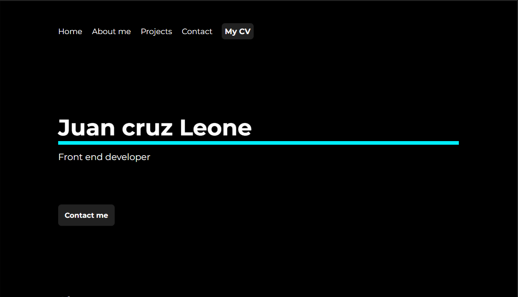 Home About me Projects Contact My CV
Juan cruz Leone
Front end developer
Contact me